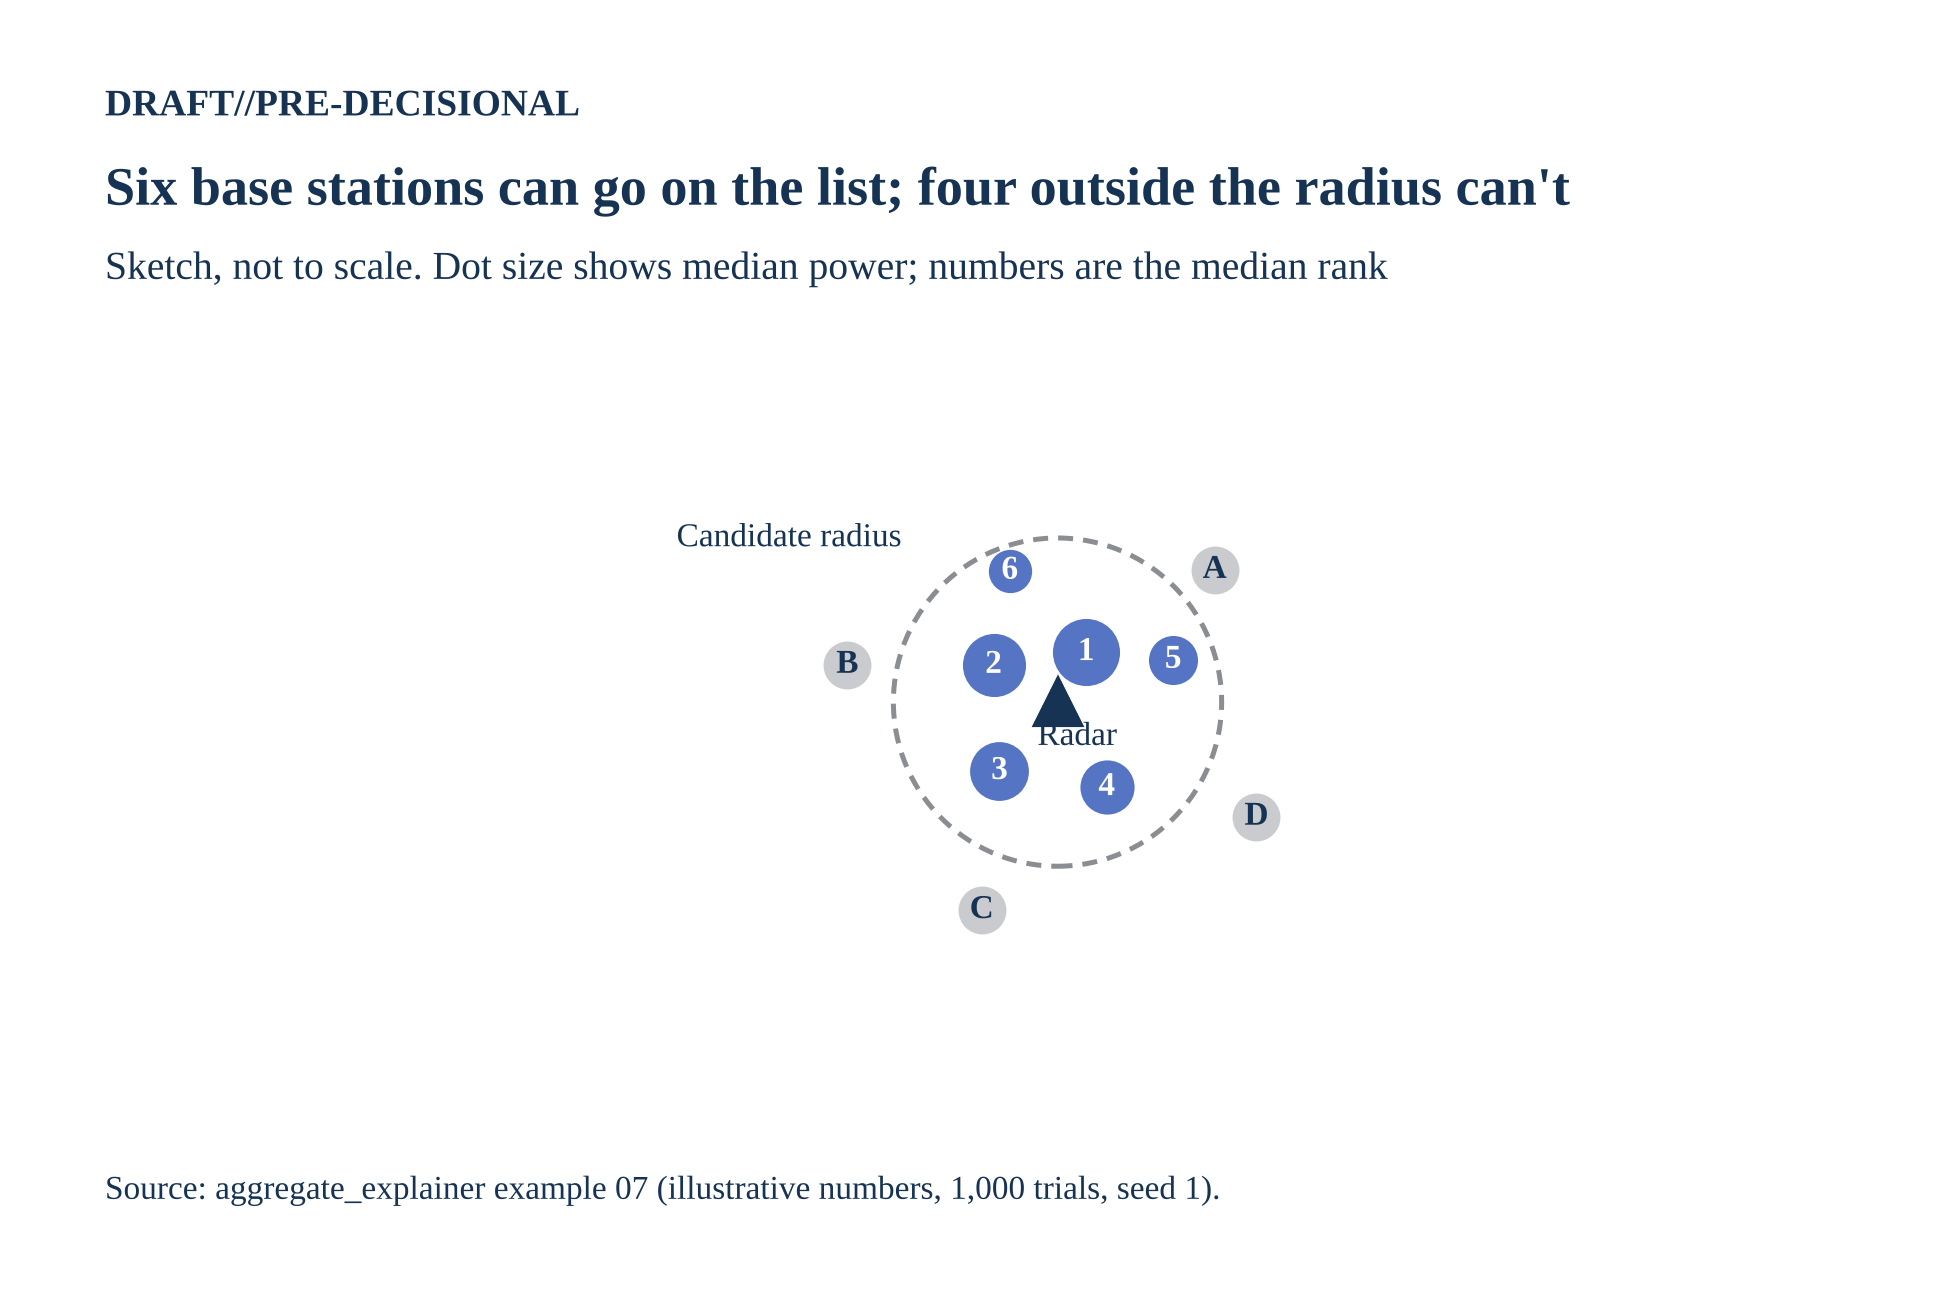 DRAFT//PRE-DECISIONAL
Six base stations can go on the list; four outside the radius can't
Sketch, not to scale. Dot size shows median power; numbers are the median rank
Candidate radius
6
A
1
5
2
B
Radar
3
4
D
C
Source: aggregate_explainer example 07 (illustrative numbers, 1,000 trials, seed 1).